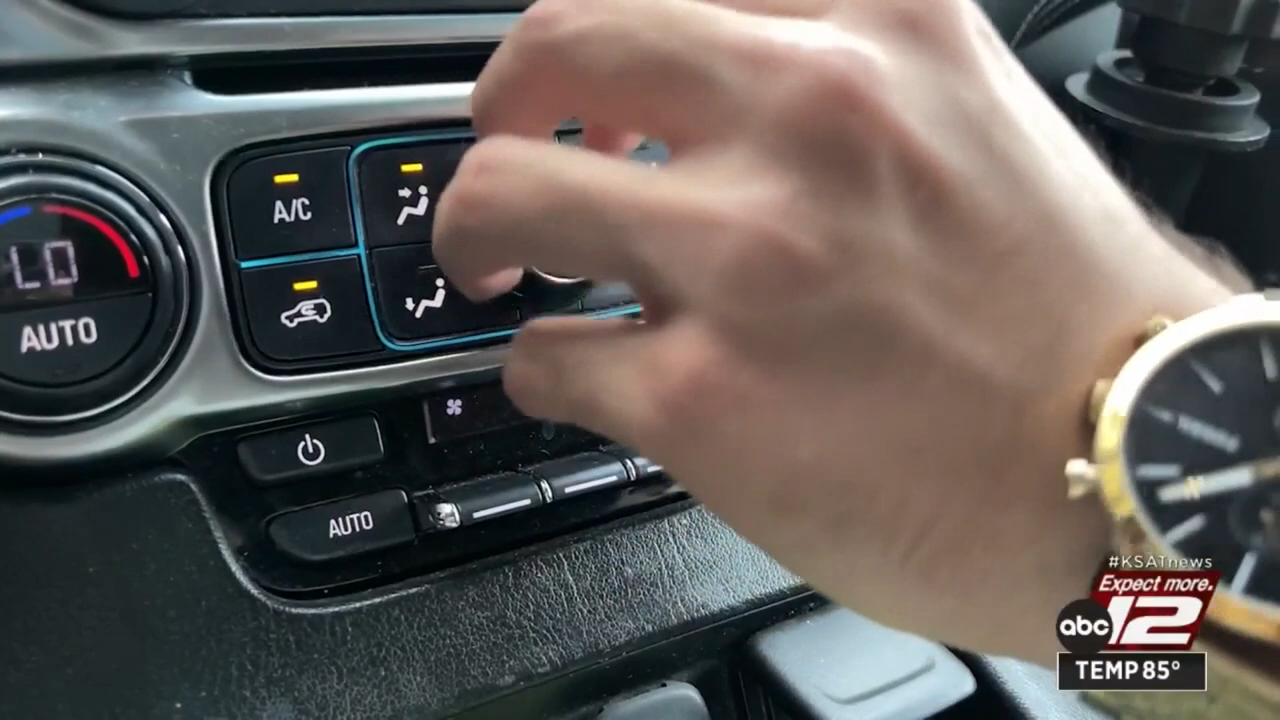 A/C
LO
AUTO
AUTO
#KSATnews
Expect more.
abc 12
TEMP 85°